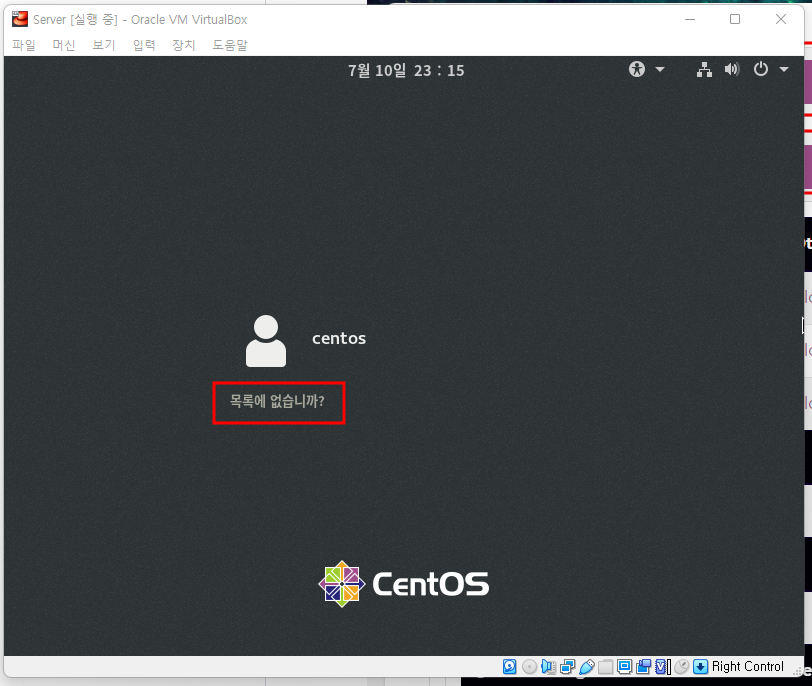 Server [실행 중] - Oracle VM VirtualBox
파일 머신 보기 입력 장치 도움말
7월 10일 23 : 15
centos
목록에 없습니까?
CentOS
Right Control